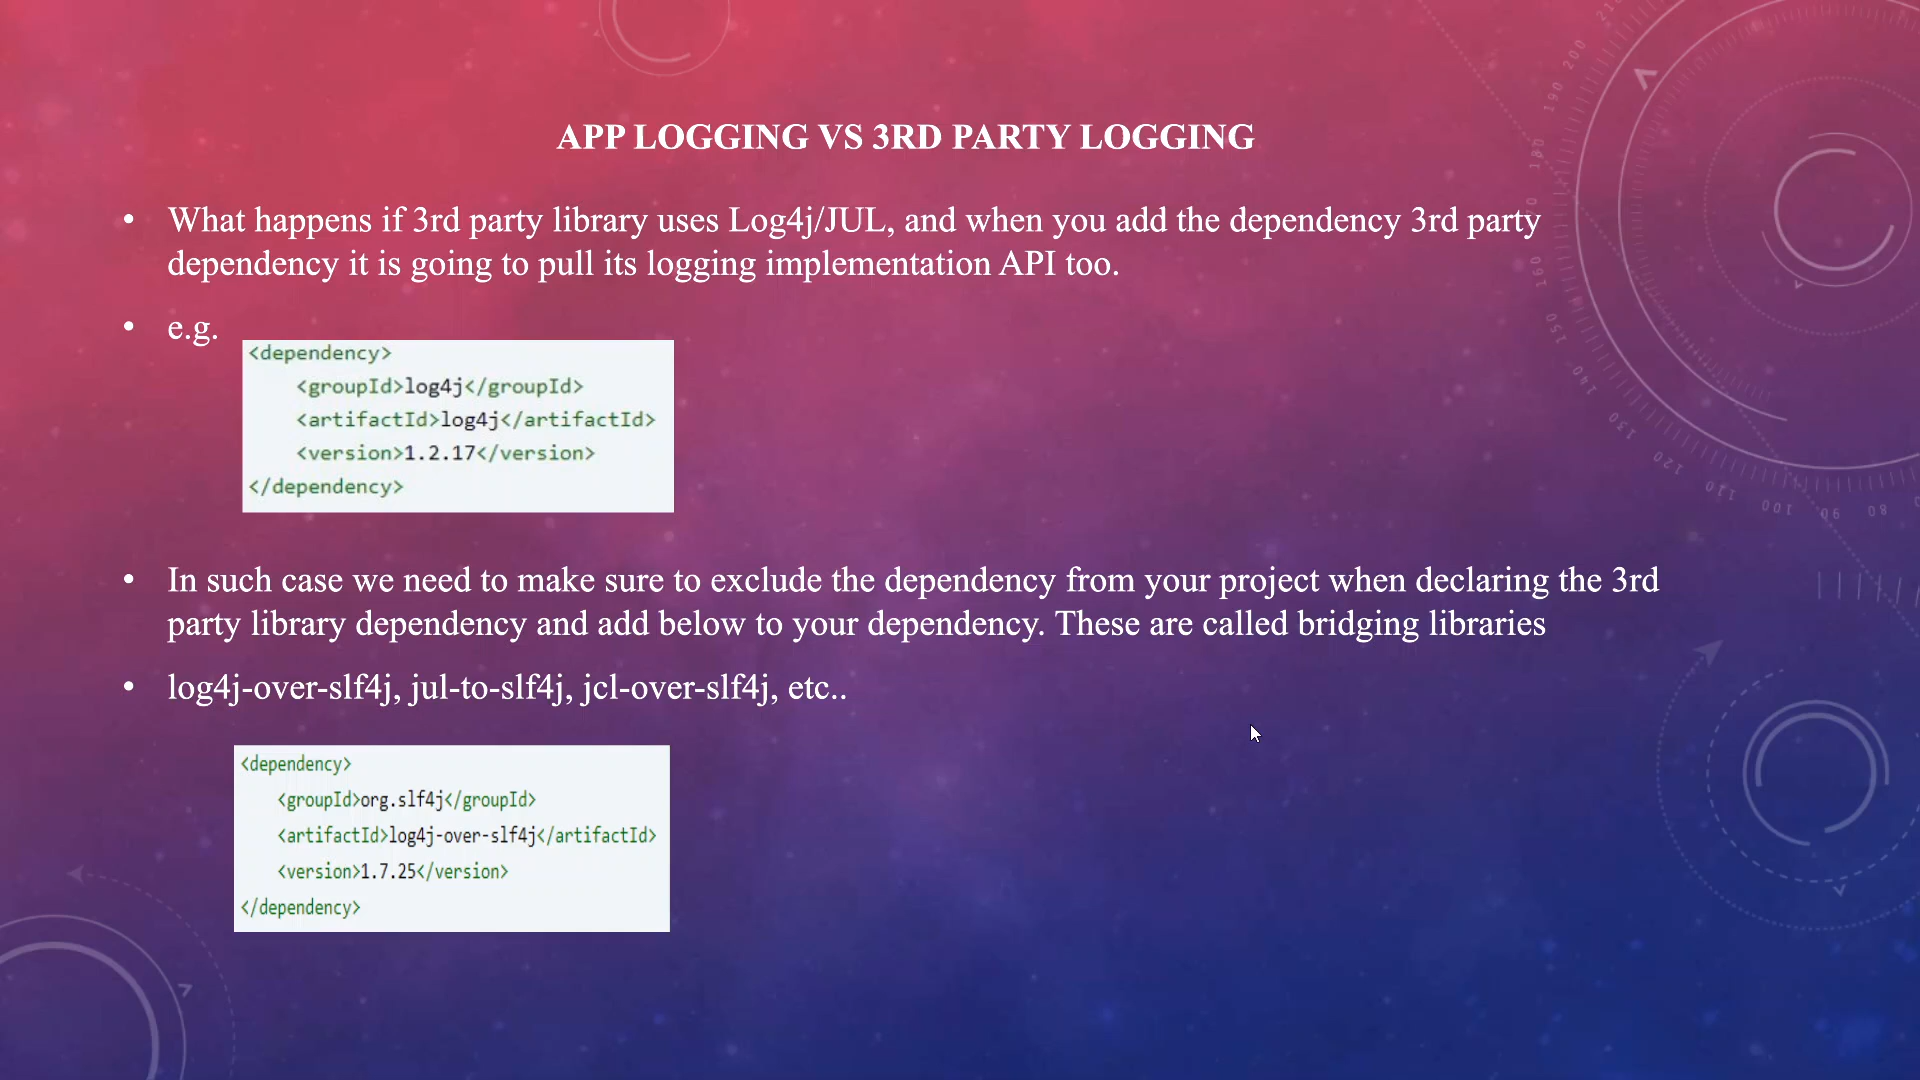 APP LOGGING VS 3RD PARTY LOGGING
• What happens if 3rd party library uses Log4j/JUL, and when you add the dependency 3rd party
dependency it is going to pull its logging implementation API too.
• e.g.
<dependency>
<groupId>log4j</groupId>
<artifactId>log4j</artifactId>
<version>1.2.17</version>
</dependency>
• In such case we need to make sure to exclude the dependency from your project when declaring the 3rd
party library dependency and add below to your dependency. These are called bridging libraries
• log4j-over-slf4j, jul-to-slf4j, jcl-over-slf4j, etc..
<dependency>
<groupId>org.slf4j</groupId>
<artifactId>log4j-over-slf4j</artifactId>
<version>1.7.25</version>
</dependency>